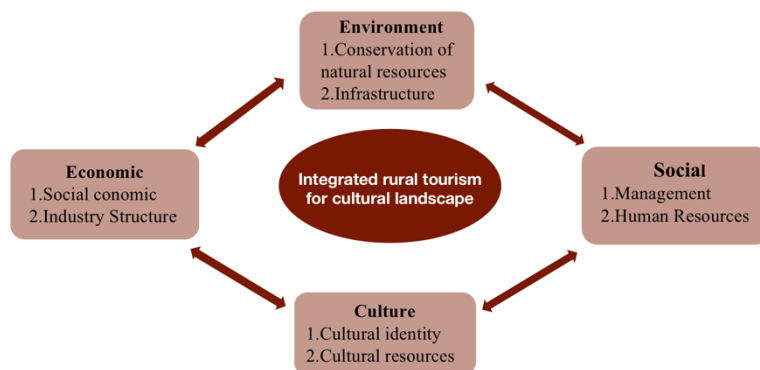 Environment
1.Conservation of
natural resources
2.Infrastructure
Economic
1.Social conomic
2.Industry Structure
Integrated rural tourism
for cultural landscape
Social
1.Management
2.Human Resources
Culture
1.Cultural identity
2.Cultural resources